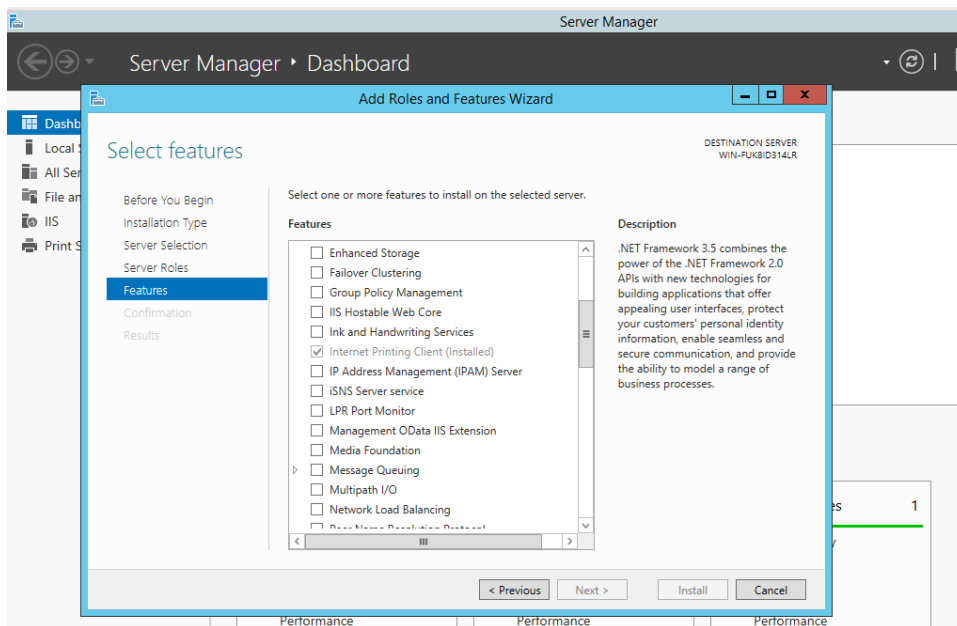 Server Manager
Server Manager ‣ Dashboard
Dashb
Local
All Ser
File an
IIS
Print S
Add Roles and Features Wizard
Select features
DESTINATION SERVER
WIN-FUK8ID314LR
Before You Begin
Installation Type
Server Selection
Server Roles
Features
Confirmation
Results
Select one or more features to install on the selected server.
Features
Enhanced Storage
Failover Clustering
Group Policy Management
IIS Hostable Web Core
Ink and Handwriting Services
Internet Printing Client (Installed)
IP Address Management (IPAM) Server
iSNS Server service
LPR Port Monitor
Management OData IIS Extension
Media Foundation
Message Queuing
Multipath I/O
Network Load Balancing
Peer Name Resolution Protocol
Description
.NET Framework 3.5 combines the
power of the .NET Framework 2.0
APIs with new technologies for
building applications that offer
appealing user interfaces, protect
your customers' personal identity
information, enable seamless and
secure communication, and provide
the ability to model a range of
business processes.
< Previous
Next >
Install
Cancel
es 1
Performance
Performance
Performance